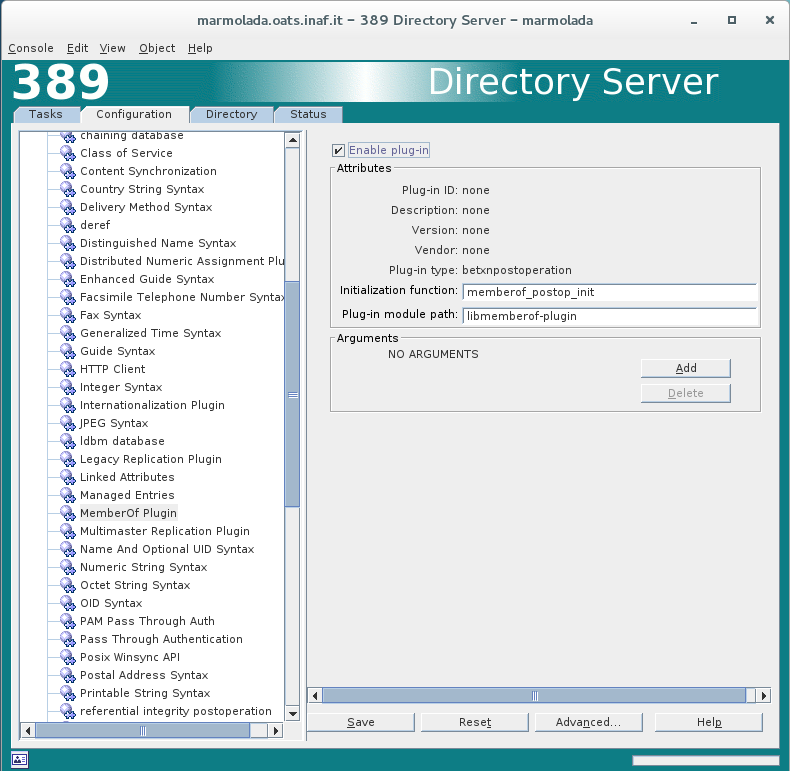 marmolada.oats.inaf.it – 389 Directory Server – marmolada
Console Edit View Object Help
389 Directory Server
Tasks Configuration Directory Status
chaining database
Class of Service
Content Synchronization
Country String Syntax
Delivery Method Syntax
deref
Distinguished Name Syntax
Distributed Numeric Assignment Plu
Enhanced Guide Syntax
Facsimile Telephone Number Syntax
Fax Syntax
Generalized Time Syntax
Guide Syntax
HTTP Client
Integer Syntax
Internationalization Plugin
JPEG Syntax
ldbm database
Legacy Replication Plugin
Linked Attributes
Managed Entries
MemberOf Plugin
Multimaster Replication Plugin
Name And Optional UID Syntax
Numeric String Syntax
Octet String Syntax
OID Syntax
PAM Pass Through Auth
Pass Through Authentication
Posix Winsync API
Postal Address Syntax
Printable String Syntax
referential integrity postoperation
Enable plug-in
Attributes
Plug-in ID: none
Description: none
Version: none
Vendor: none
Plug-in type: betxnpostoperation
Initialization function: memberof_postop_init
Plug-in module path: libmemberof-plugin
Arguments
NO ARGUMENTS
Add
Delete
Save Reset Advanced... Help